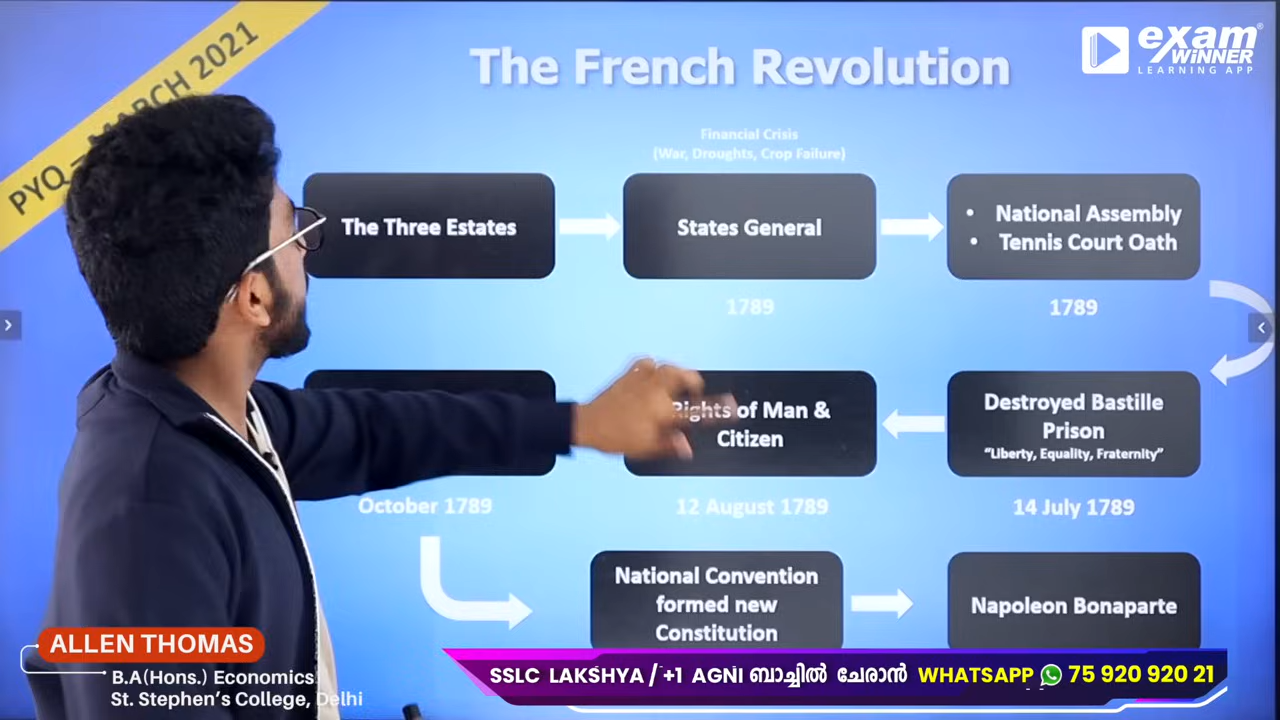 PYQ – MARCH 2021
The French Revolution
exam
WINNER
LEARNING APP
Financial Crisis
(War, Droughts, Crop Failure)
The Three Estates
States General
• National Assembly
• Tennis Court Oath
1789
1789
Rights of Man &
Citizen
Destroyed Bastille
Prison
“Liberty, Equality, Fraternity”
October 1789
12 August 1789
14 July 1789
National Convention
formed new
Constitution
Napoleon Bonaparte
ALLEN THOMAS
B.A(Hons.) Economics
St. Stephen’s College, Delhi
SSLC LAKSHYA / +1 AGNI ബാച്ചിൽ ചേരാൻ WHATSAPP 75 920 920 21